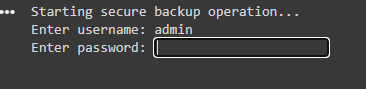 Starting secure backup operation...
Enter username: admin
Enter password: